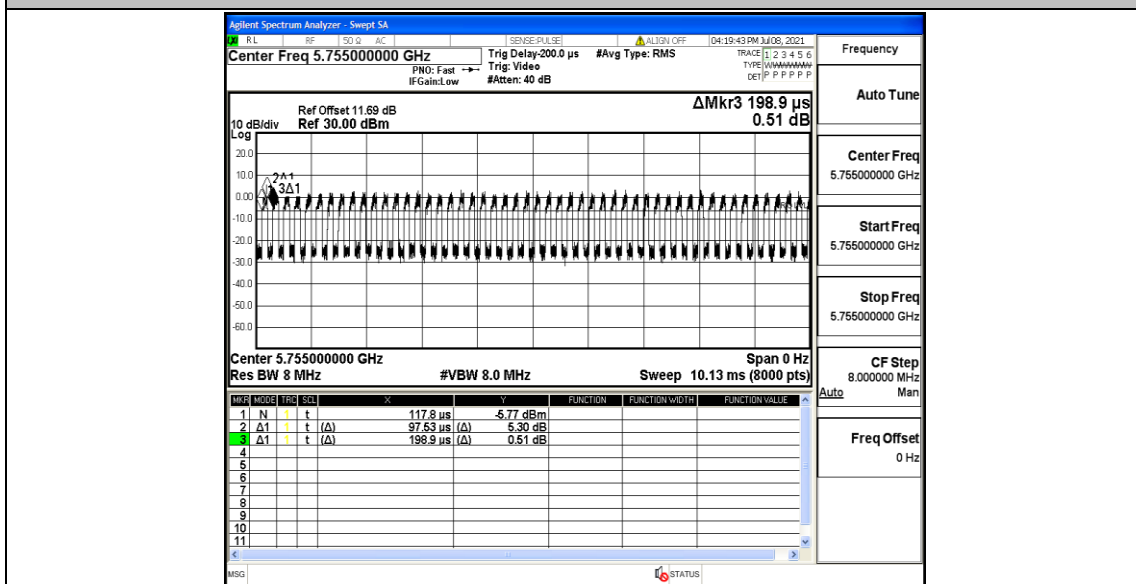 Agilent Spectrum Analyzer - Swept SA
RL RF 50 Ω AC SENSE:PULSE ALIGN OFF 04:19:43 PM Jul 08, 2021
Center Freq 5.755000000 GHz
PNO: Fast
IFGain:Low
Trig Delay-200.0 µs
Trig: Video
#Atten: 40 dB
#Avg Type: RMS
TRACE 1 2 3 4 5 6
TYPE
DET P P P P P P
Ref Offset 11.69 dB
10 dB/div Ref 30.00 dBm
Log
ΔMkr3 198.9 µs
0.51 dB
20.0
10.0
0.00
-10.0
-20.0
-30.0
-40.0
-50.0
-60.0
2Δ1
3Δ1
Center 5.755000000 GHz Span 0 Hz
Res BW 8 MHz #VBW 8.0 MHz Sweep 10.13 ms (8000 pts)
MKR MODE TRC SCL X Y FUNCTION FUNCTION WIDTH FUNCTION VALUE
1 N 1 t 117.8 µs -5.77 dBm
2 Δ1 1 t (Δ) 97.53 µs (Δ) 5.30 dB
3 Δ1 1 t (Δ) 198.9 µs (Δ) 0.51 dB
4
5
6
7
8
9
10
11
MSG STATUS
Frequency
Auto Tune
Center Freq
5.755000000 GHz
Start Freq
5.755000000 GHz
Stop Freq
5.755000000 GHz
CF Step
8.000000 MHz
Auto Man
Freq Offset
0 Hz